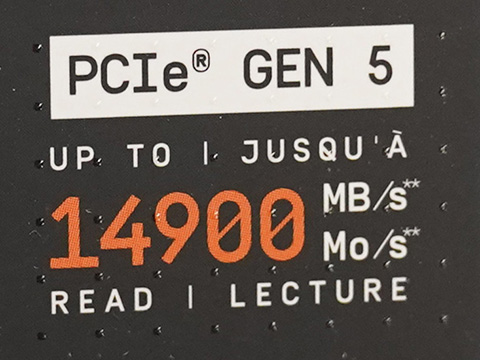 PCIe® GEN 5
UP TO | JUSQU'À
14900 MB/s**
Mo/s**
READ | LECTURE